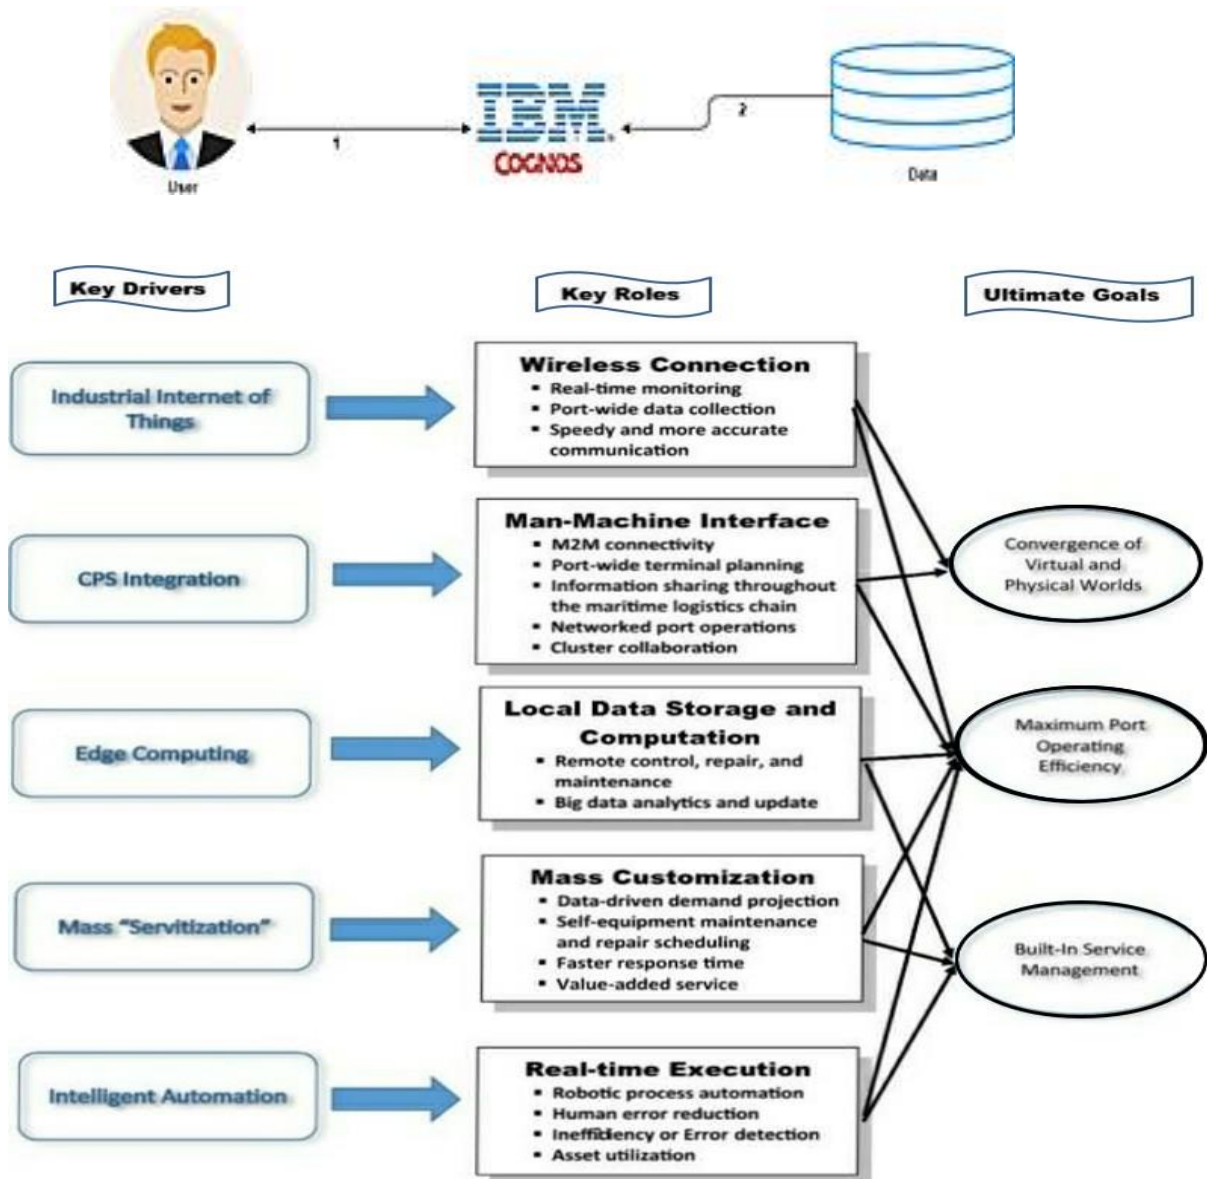 1
2
IBM®
COGNOS
User
Data
Key Drivers
Key Roles
Ultimate Goals
Industrial Internet of
Things
Wireless Connection
▪ Real-time monitoring
▪ Port-wide data collection
▪ Speedy and more accurate
communication
CPS Integration
Man-Machine Interface
▪ M2M connectivity
▪ Port-wide terminal planning
▪ Information sharing throughout
the maritime logistics chain
▪ Networked port operations
▪ Cluster collaboration
Convergence of
Virtual and
Physical Worlds
Edge Computing
Local Data Storage and
Computation
▪ Remote control, repair, and
maintenance
▪ Big data analytics and update
Maximum Port
Operating
Efficiency,
Mass “Servitization”
Mass Customization
▪ Data-driven demand projection
▪ Self-equipment maintenance
and repair scheduling
▪ Faster response time
▪ Value-added service
Built-In Service
Management
Intelligent Automation
Real-time Execution
▪ Robotic process automation
▪ Human error reduction
▪ Inefficiency or Error detection
▪ Asset utilization